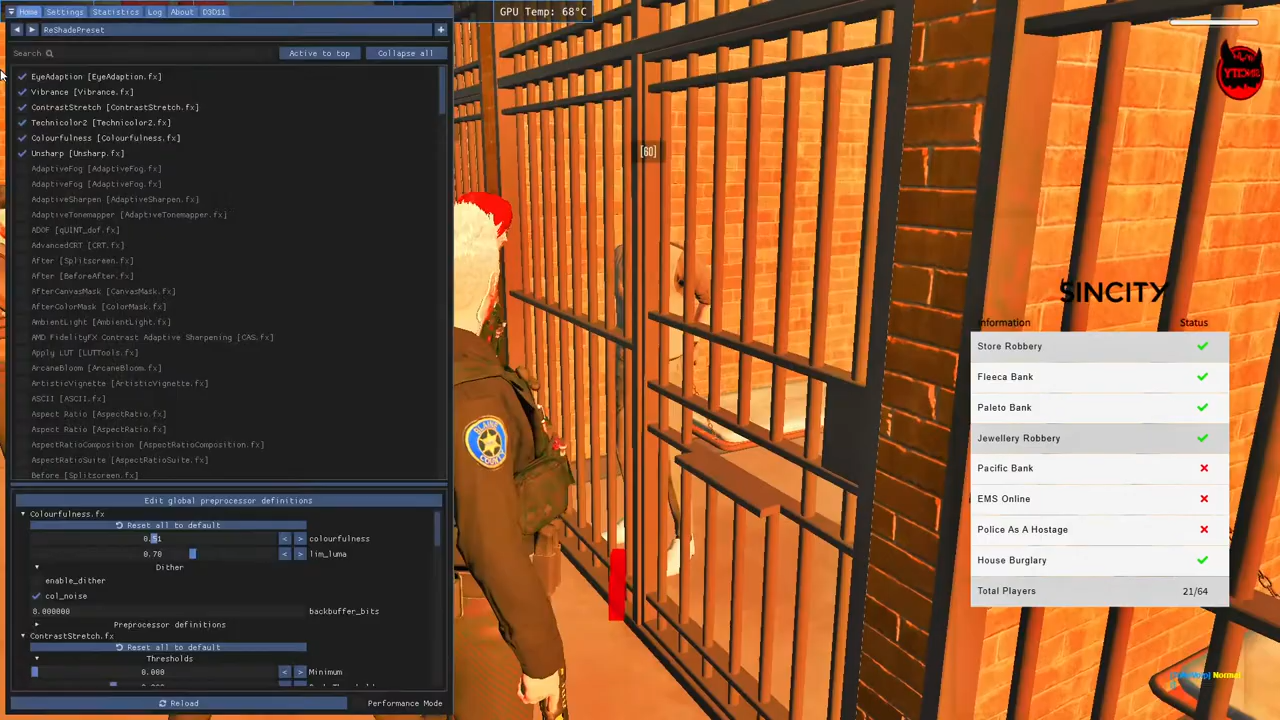 Home Settings Statistics Log About D3D11
GPU Temp: 68°C
ReShadePreset
+
Search
Active to top
Collapse all
EyeAdaption [EyeAdaption.fx]
Vibrance [Vibrance.fx]
ContrastStretch [ContrastStretch.fx]
Technicolor2 [Technicolor2.fx]
Colourfulness [Colourfulness.fx]
Unsharp [Unsharp.fx]
AdaptiveFog [AdaptiveFog.fx]
AdaptiveFog [AdaptiveFog.fx]
AdaptiveSharpen [AdaptiveSharpen.fx]
AdaptiveTonemapper [AdaptiveTonemapper.fx]
ADOF [qUINT_dof.fx]
AdvancedCRT [CRT.fx]
After [Splitscreen.fx]
After [BeforeAfter.fx]
AfterCanvasMask [CanvasMask.fx]
AfterColorMask [ColorMask.fx]
AmbientLight [AmbientLight.fx]
AMD FidelityFX Contrast Adaptive Sharpening [CAS.fx]
Apply LUT [LUTTools.fx]
ArcaneBloom [ArcaneBloom.fx]
ArtisticVignette [ArtisticVignette.fx]
ASCII [ASCII.fx]
Aspect Ratio [AspectRatio.fx]
Aspect Ratio [AspectRatio.fx]
AspectRatioComposition [AspectRatioComposition.fx]
AspectRatioSuite [AspectRatioSuite.fx]
Before [Splitscreen.fx]
Edit global preprocessor definitions
Colourfulness.fx
Reset all to default
< > colourfulness
0.70 < > lim_luma
Dither
enable_dither
col_noise
8.000000 backbuffer_bits
Preprocessor definitions
ContrastStretch.fx
Reset all to default
Thresholds
0.000 < > Minimum
Reload
Performance Mode
[60]
SINCITY
Information Status
Store Robbery
Fleeca Bank
Paleto Bank
Jewellery Robbery
Pacific Bank
EMS Online
Police As A Hostage
House Burglary
Total Players 21/64
Normal